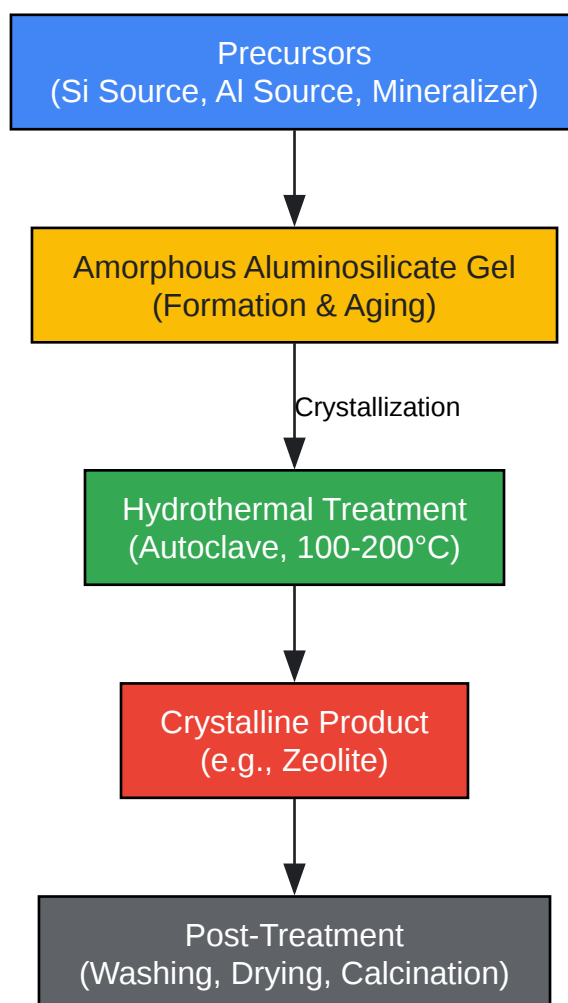 Precursors
(Si Source, Al Source, Mineralizer)
Amorphous Aluminosilicate Gel
(Formation & Aging)
Crystallization
Hydrothermal Treatment
(Autoclave, 100-200°C)
Crystalline Product
(e.g., Zeolite)
Post-Treatment
(Washing, Drying, Calcination)